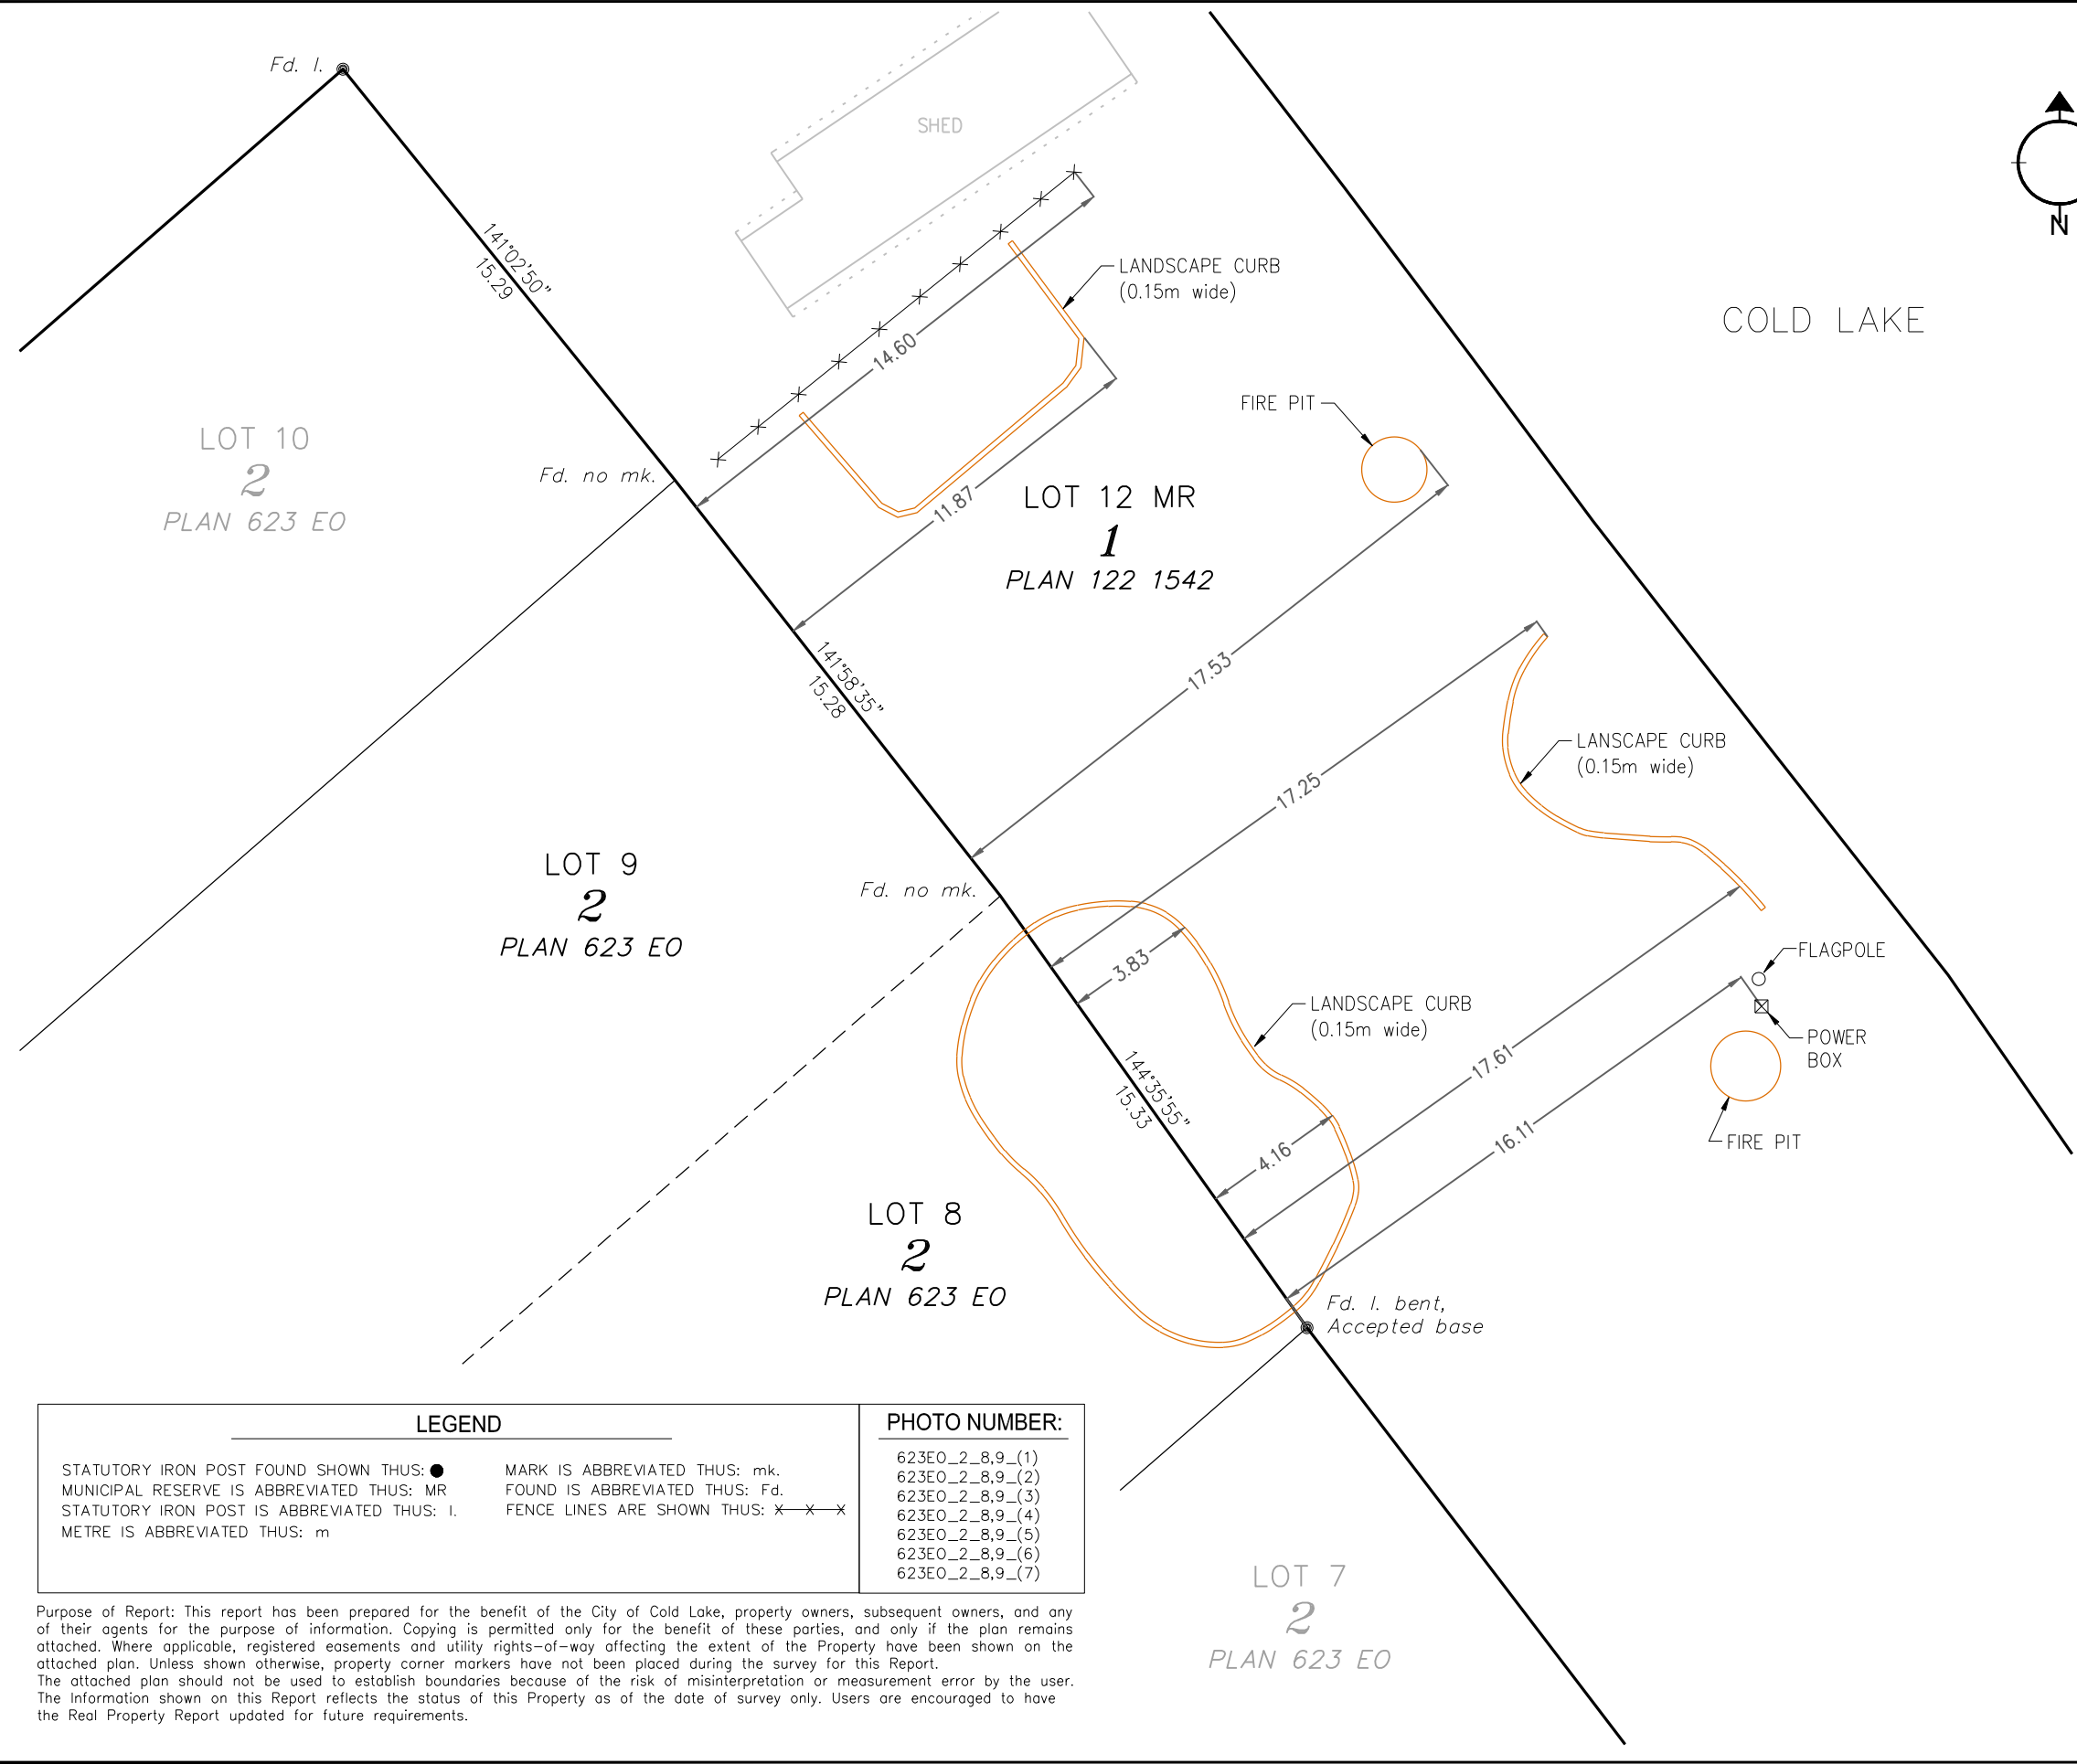 Fd. I.
SHED
N
141°02'50"
15.29
LANDSCAPE CURB
(0.15m wide)
COLD LAKE
14.60
FIRE PIT
LOT 10
2
PLAN 623 EO
Fd. no mk.
11.87
LOT 12 MR
1
PLAN 122 1542
141°58'35"
15.28
17.53
LANSCAPE CURB
(0.15m wide)
17.25
LOT 9
2
PLAN 623 EO
Fd. no mk.
3.83
FLAGPOLE
LANDSCAPE CURB
(0.15m wide)
POWER
BOX
17.61
144°35'55"
15.33
FIRE PIT
16.11
4.16
LOT 8
2
PLAN 623 EO
Fd. I. bent,
Accepted base
LEGEND
STATUTORY IRON POST FOUND SHOWN THUS:
MUNICIPAL RESERVE IS ABBREVIATED THUS: MR
STATUTORY IRON POST IS ABBREVIATED THUS: I.
METRE IS ABBREVIATED THUS: m
MARK IS ABBREVIATED THUS: mk.
FOUND IS ABBREVIATED THUS: Fd.
FENCE LINES ARE SHOWN THUS:
PHOTO NUMBER:
623EO_2_8,9_(1)
623EO_2_8,9_(2)
623EO_2_8,9_(3)
623EO_2_8,9_(4)
623EO_2_8,9_(5)
623EO_2_8,9_(6)
623EO_2_8,9_(7)
LOT 7
2
PLAN 623 EO
Purpose of Report: This report has been prepared for the benefit of the City of Cold Lake, property owners, subsequent owners, and any
of their agents for the purpose of information. Copying is permitted only for the benefit of these parties, and only if the plan remains
attached. Where applicable, registered easements and utility rights-of-way affecting the extent of the Property have been shown on the
attached plan. Unless shown otherwise, property corner markers have not been placed during the survey for this Report.
The attached plan should not be used to establish boundaries because of the risk of misinterpretation or measurement error by the user.
The Information shown on this Report reflects the status of this Property as of the date of survey only. Users are encouraged to have
the Real Property Report updated for future requirements.